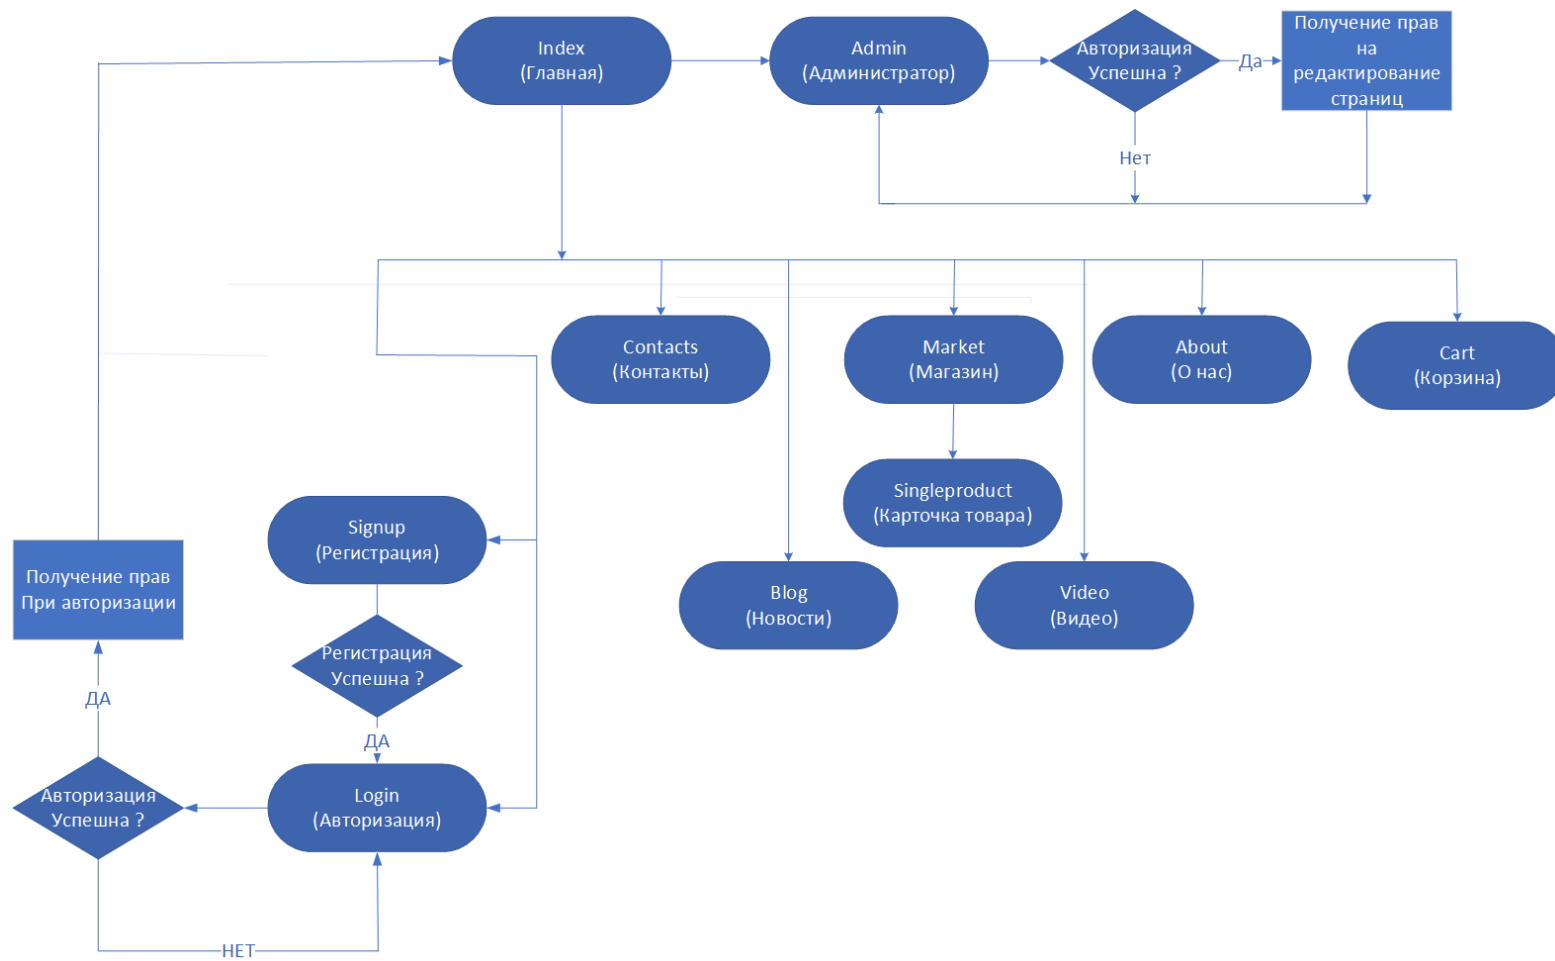 Index
(Главная)
Admin
(Администратор)
Авторизация
Успешна ?
Да
Получение прав
на
редактирование
страниц
Нет
Contacts
(Контакты)
Market
(Магазин)
About
(О нас)
Cart
(Корзина)
Singleproduct
(Карточка товара)
Signup
(Регистрация)
Получение прав
При авторизации
Blog
(Новости)
Video
(Видео)
Регистрация
Успешна ?
ДА
ДА
Авторизация
Успешна ?
Login
(Авторизация)
НЕТ